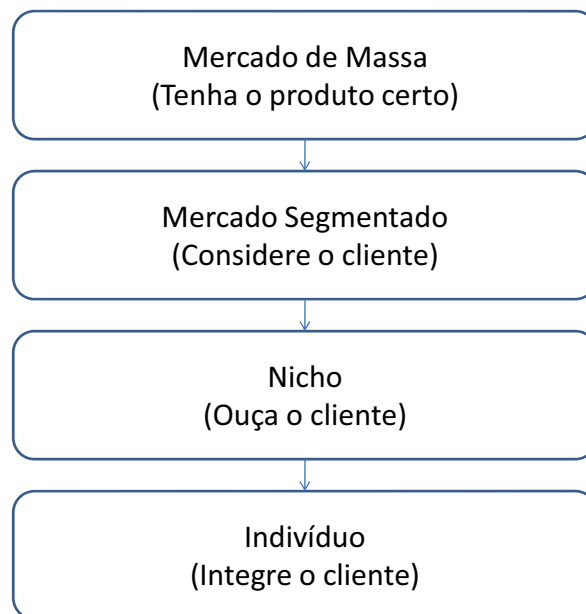 Mercado de Massa
(Tenha o produto certo)
Mercado Segmentado
(Considere o cliente)
Nicho
(Ouça o cliente)
Indivíduo
(Integre o cliente)